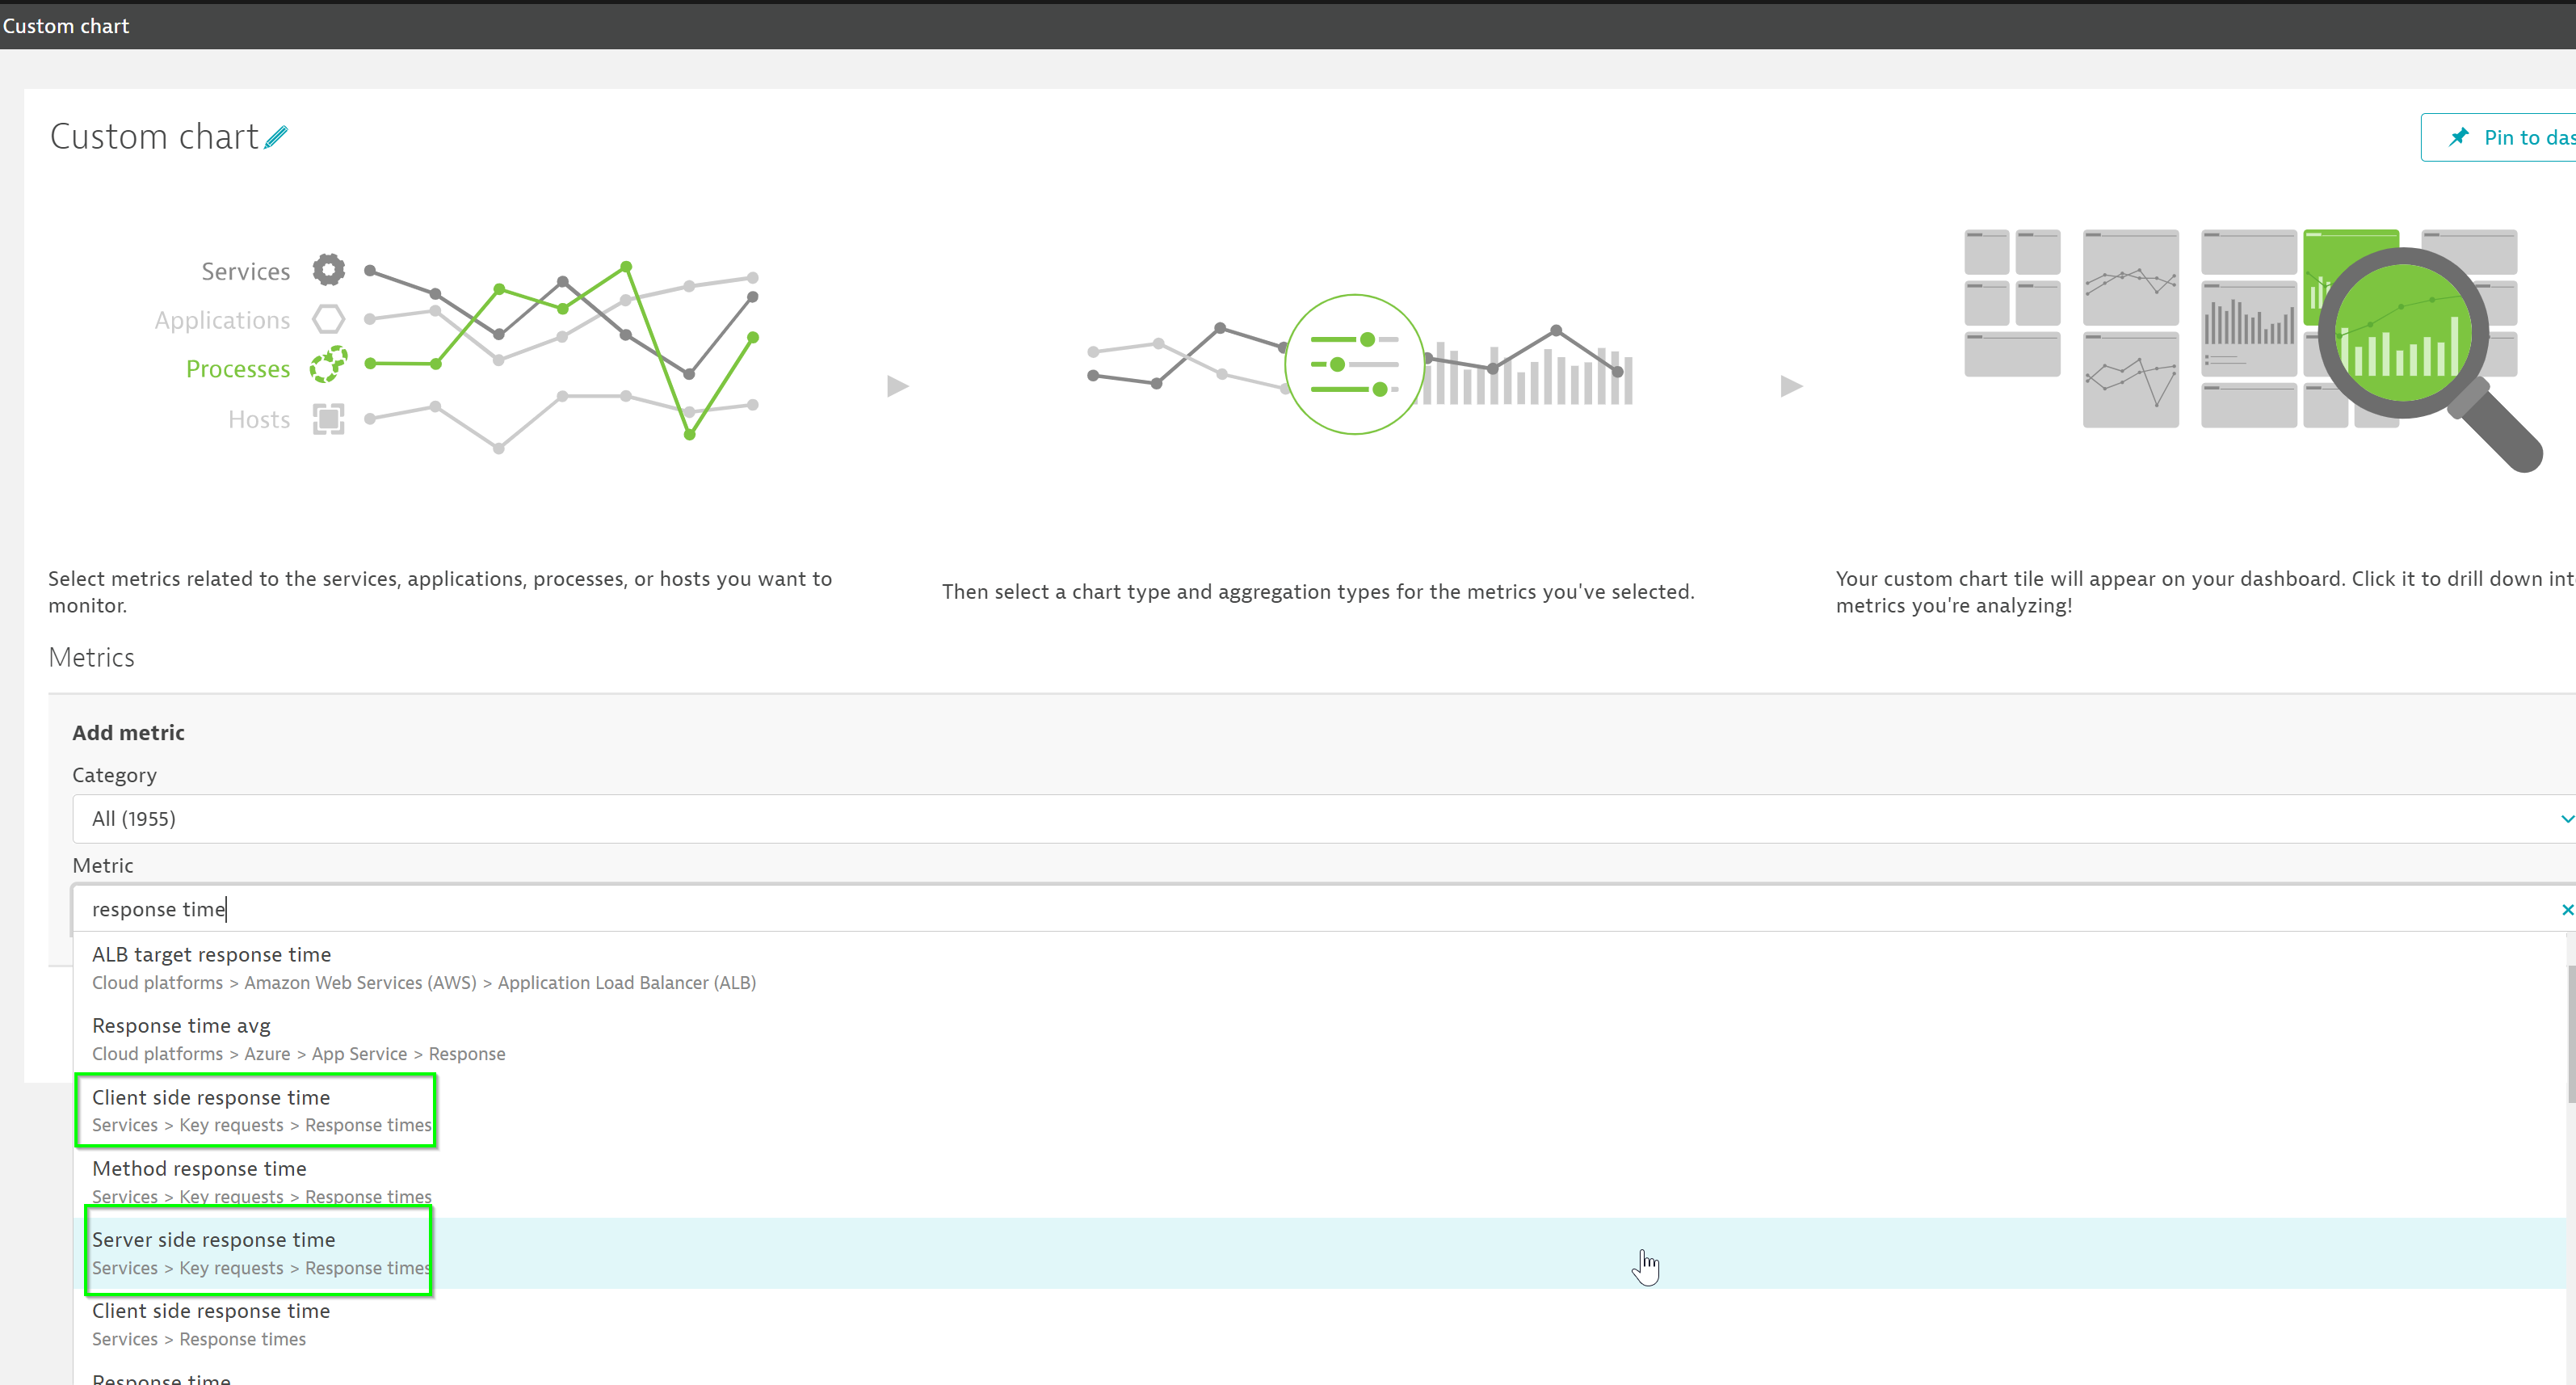 Custom chart
Custom chart
Pin to das
Services
Applications
Processes
Hosts
Select metrics related to the services, applications, processes, or hosts you want to
monitor.
Then select a chart type and aggregation types for the metrics you've selected.
Your custom chart tile will appear on your dashboard. Click it to drill down int
metrics you're analyzing!
Metrics
Add metric
Category
All (1955)
Metric
response time
ALB target response time
Cloud platforms > Amazon Web Services (AWS) > Application Load Balancer (ALB)
Response time avg
Cloud platforms > Azure > App Service > Response
Client side response time
Services > Key requests > Response times
Method response time
Services > Key requests > Response times
Server side response time
Services > Key requests > Response times
Client side response time
Services > Response times
Response time